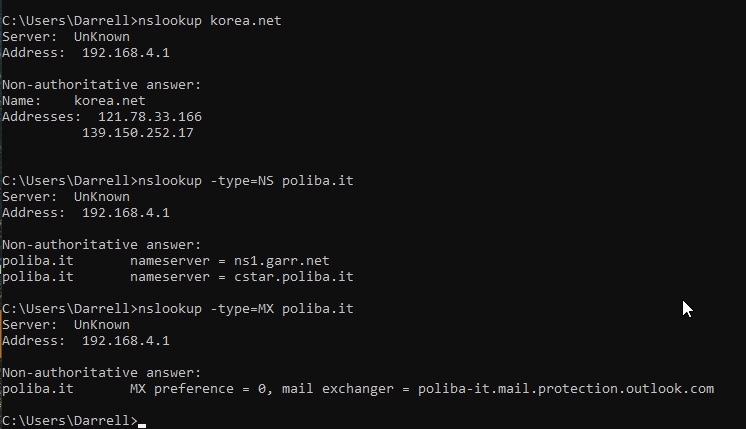 C:\Users\Darrell>nslookup korea.net
Server:  UnKnown
Address:  192.168.4.1
Non-authoritative answer:
Name:    korea.net
Addresses:  121.78.33.166
          139.150.252.17
C:\Users\Darrell>nslookup -type=NS poliba.it
Server:  UnKnown
Address:  192.168.4.1
Non-authoritative answer:
poliba.it       nameserver = ns1.garr.net
poliba.it       nameserver = cstar.poliba.it
C:\Users\Darrell>nslookup -type=MX poliba.it
Server:  UnKnown
Address:  192.168.4.1
Non-authoritative answer:
poliba.it       MX preference = 0, mail exchanger = poliba-it.mail.protection.outlook.com
C:\Users\Darrell>